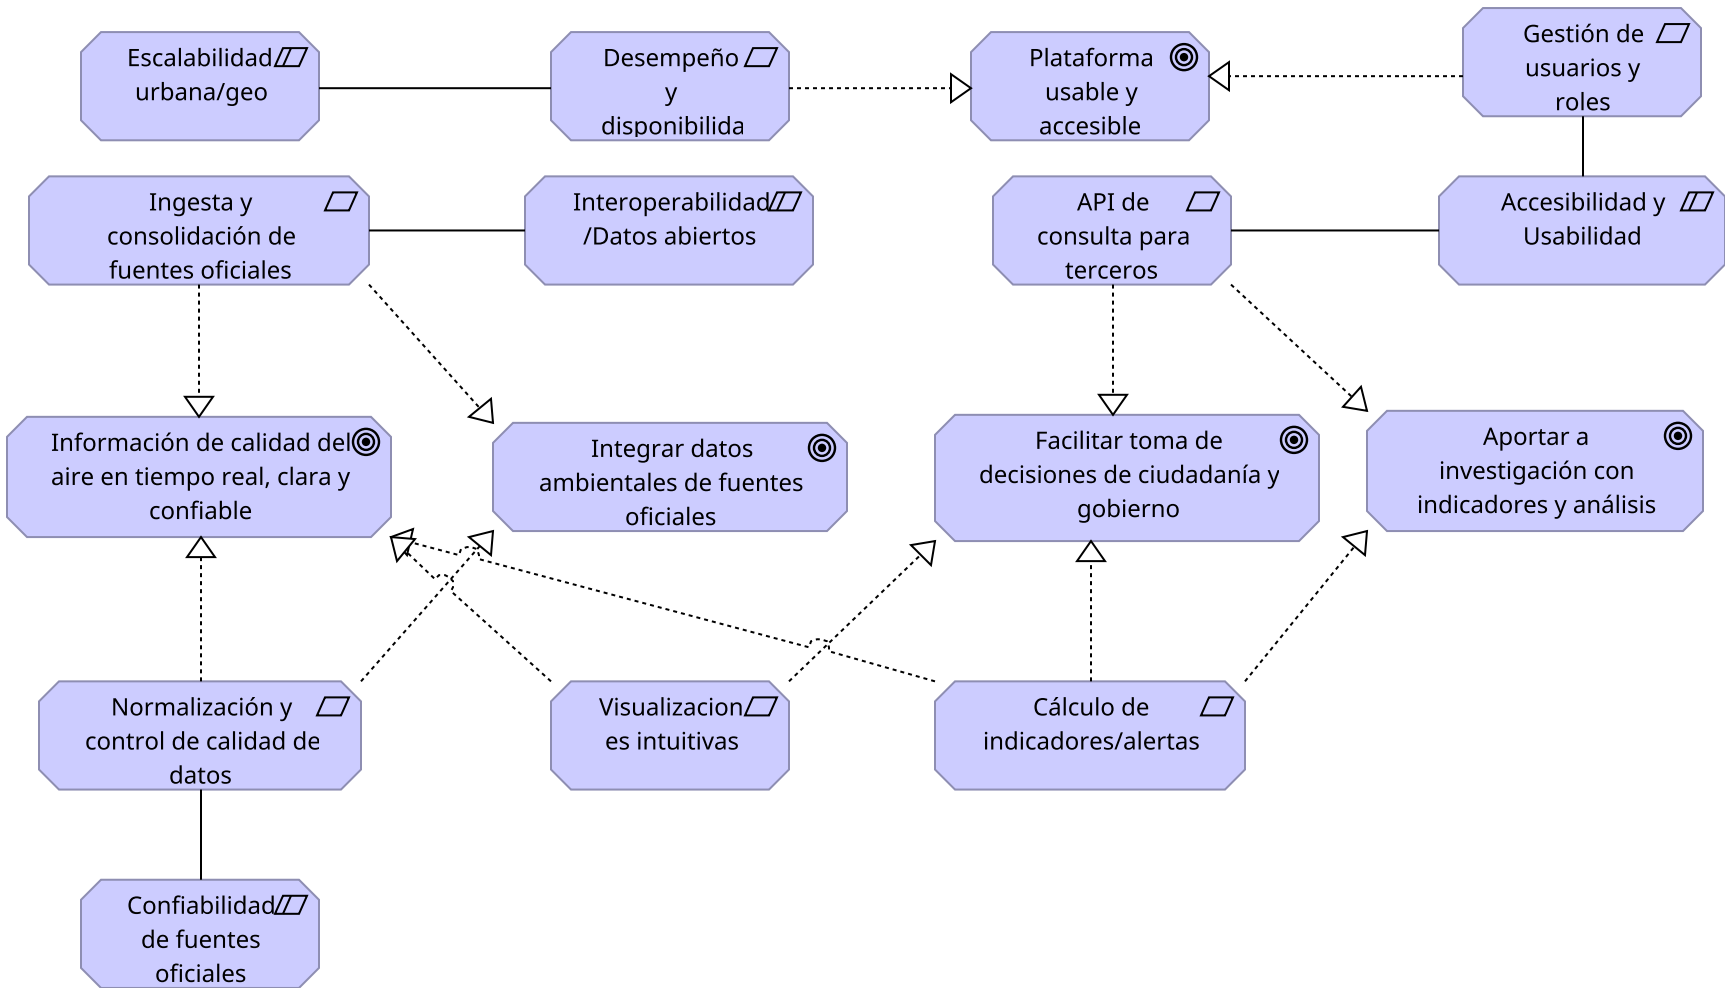 Escalabilidad
urbana/geo
Desempeño
y
disponibilida
Plataforma
usable y
accesible
Gestión de
usuarios y
roles
Ingesta y
consolidación de
fuentes oficiales
Interoperabilidad
/Datos abiertos
API de
consulta para
terceros
Accesibilidad y
Usabilidad
Información de calidad del
aire en tiempo real, clara y
confiable
Integrar datos
ambientales de fuentes
oficiales
Facilitar toma de
decisiones de ciudadanía y
gobierno
Aportar a
investigación con
indicadores y análisis
Normalización y
control de calidad de
datos
Visualizacion
es intuitivas
Cálculo de
indicadores/alertas
Confiabilidad
de fuentes
oficiales